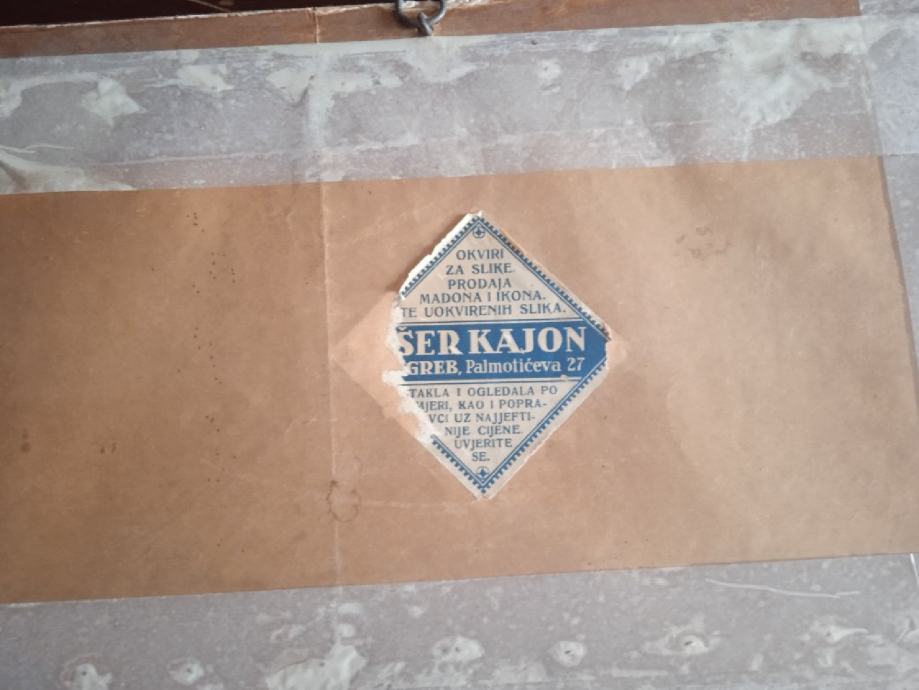 OKVIRI
ZA SLIKE.
PRODAJA
MADONA I IKONA.
TE UOKVIRENIH SLIKA.
ŠER KAJON
GREB, Palmotićeva 27
TAKLA I OGLEDALA PO
MJERI, KAO I POPRA-
VCI UZ NAJJEFTI-
NIJE CIJENE.
UVJERITE
SE.